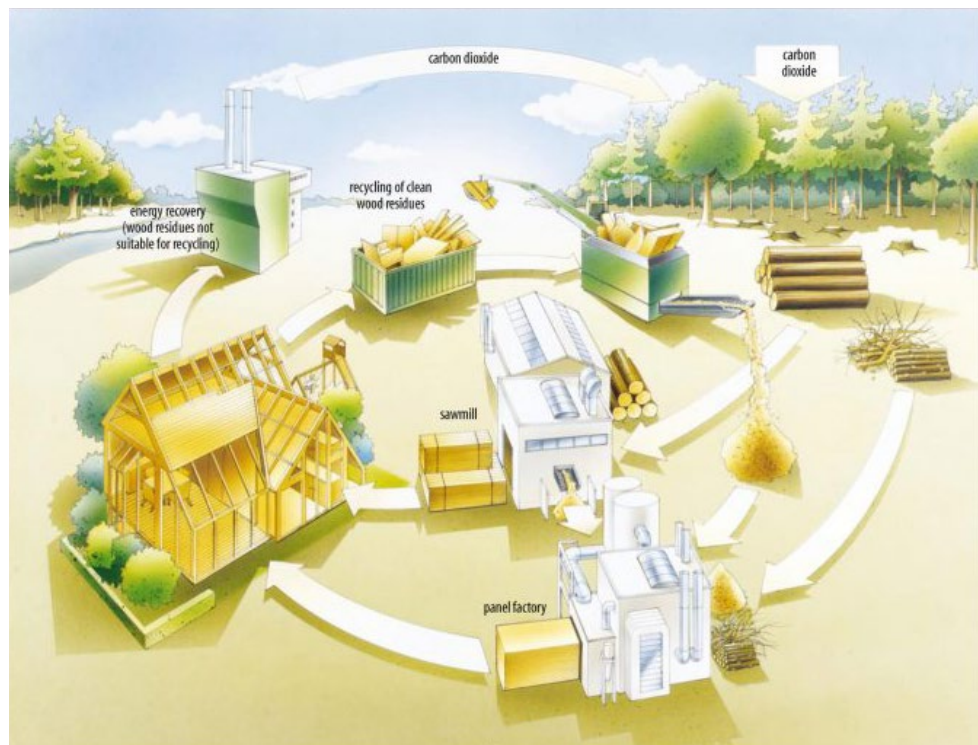 carbon dioxide
carbon
dioxide
recycling of clean
wood residues
energy recovery
(wood residues not
suitable for recycling)
sawmill
panel factory